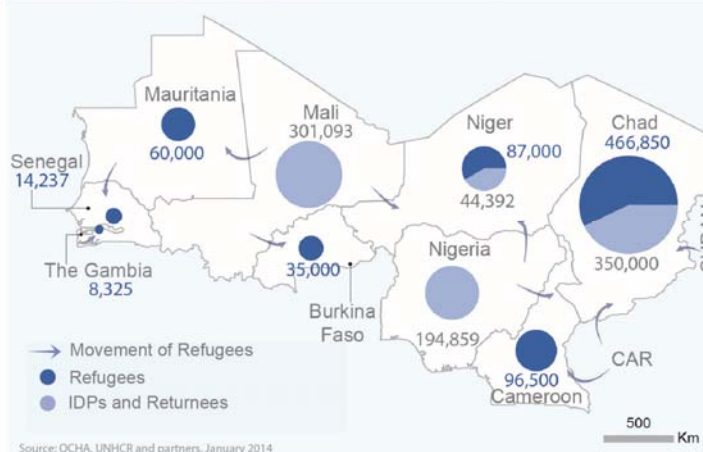 Mauritania
60,000
Mali
301,093
Niger
87,000
44,392
Chad
466,850
350,000
Senegal
14,237
The Gambia
8,325
35,000
Burkina
Faso
Nigeria
194,859
96,500
Cameroon
CAR
SUDAN
Movement of Refugees
Refugees
IDPs and Returnees
500
Km
Source: OCHA, UNHCR and partners, January 2014